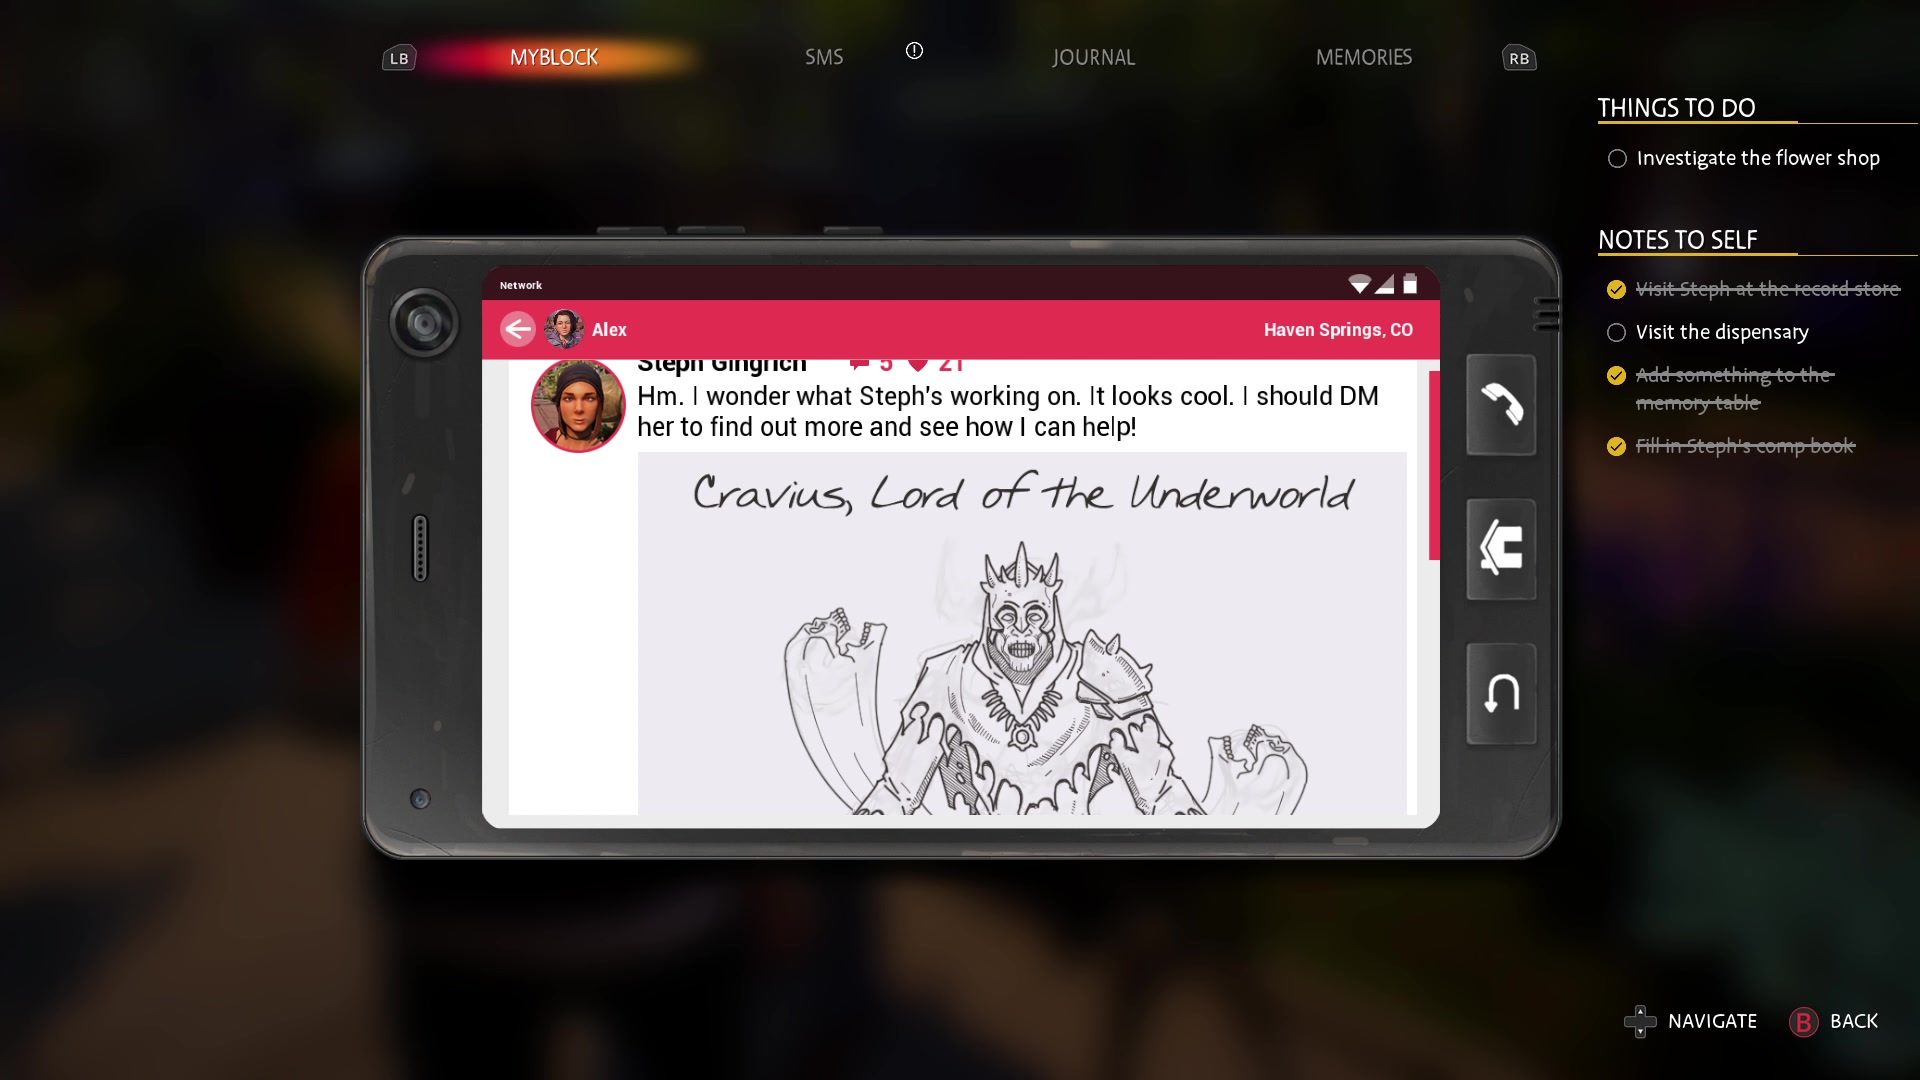 LB
MYBLOCK
SMS
JOURNAL
MEMORIES
RB
THINGS TO DO
Investigate the flower shop
NOTES TO SELF
Visit Steph at the record store
Visit the dispensary
Add something to the
memory table
Fill in Steph's comp book
Network
Alex
Haven Springs, CO
Steph Gingrich 5 21
Hm. I wonder what Steph's working on. It looks cool. I should DM
her to find out more and see how I can help!
Cravius, Lord of the Underworld
NAVIGATE
B BACK